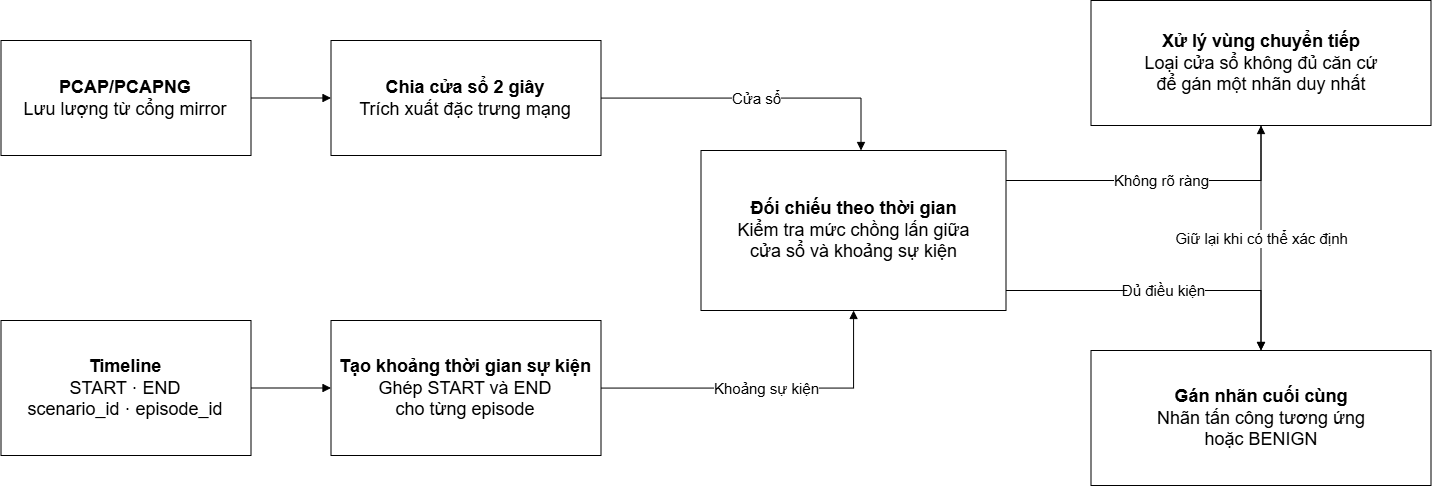 PCAP/PCAPNG
Lưu lượng từ cổng mirror
Chia cửa sổ 2 giây
Trích xuất đặc trưng mạng
Cửa sổ
Xử lý vùng chuyển tiếp
Loại cửa sổ không đủ căn cứ
để gán một nhãn duy nhất
Đối chiếu theo thời gian
Kiểm tra mức chồng lấn giữa
cửa sổ và khoảng sự kiện
Không rõ ràng
Giữ lại khi có thể xác định
Đủ điều kiện
Timeline
START · END
scenario_id · episode_id
Tạo khoảng thời gian sự kiện
Ghép START và END
cho từng episode
Khoảng sự kiện
Gán nhãn cuối cùng
Nhãn tấn công tương ứng
hoặc BENIGN